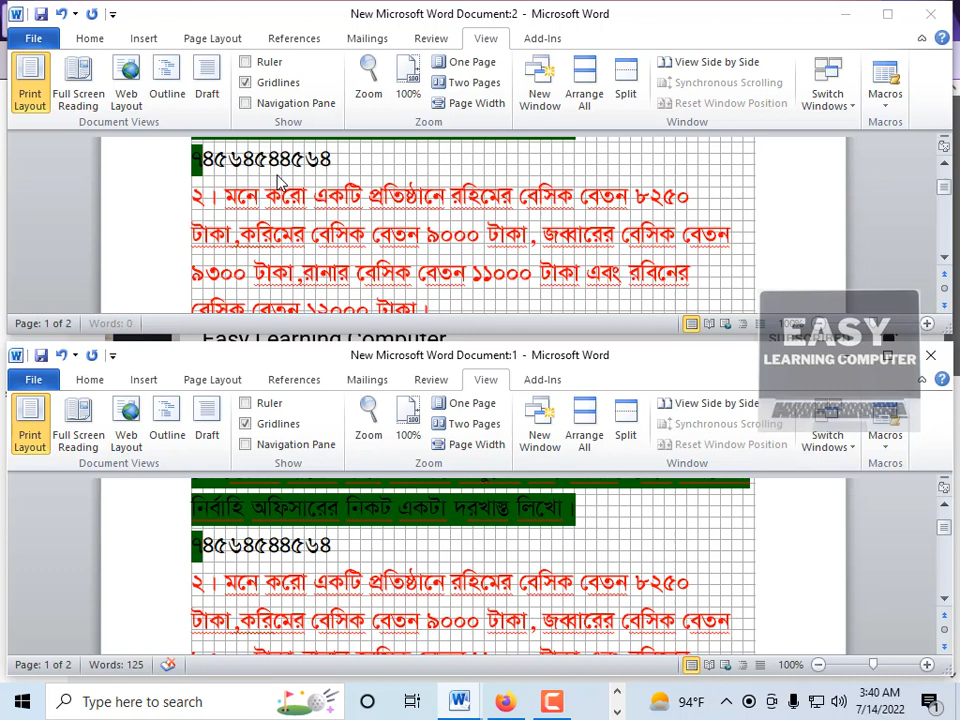 New Microsoft Word Document:2 - Microsoft Word
File Home Insert Page Layout References Mailings Review View Add-Ins
Print Layout Full Screen Reading Web Layout Outline Draft
Document Views
Ruler
Gridlines
Navigation Pane
Show
Zoom 100% One Page
Two Pages
Page Width
Zoom
New Window Arrange All Split
View Side by Side
Synchronous Scrolling
Reset Window Position
Window
Switch Windows Macros
Macros
৭৪৫৬৪৫৪৪৫৬৪
২। মনে করো একটি প্রতিষ্ঠানে রহিমের বেসিক বেতন ৮২৫০
টাকা,করিমের বেসিক বেতন ৯০০০ টাকা, জব্বারের বেসিক বেতন
৯৩০০ টাকা,রানার বেসিক বেতন ১১০০০ টাকা এবং রবিনের
বেসিক বেতন ১২০০০ টাকা।
Page: 1 of 2 Words: 0 100%
Easy Learning Computer
SUBSCRIBED
EASY
LEARNING COMPUTER
New Microsoft Word Document:1 - Microsoft Word
File Home Insert Page Layout References Mailings Review View Add-Ins
Print Layout Full Screen Reading Web Layout Outline Draft
Document Views
Ruler
Gridlines
Navigation Pane
Show
Zoom 100% One Page
Two Pages
Page Width
Zoom
New Window Arrange All Split
View Side by Side
Synchronous Scrolling
Reset Window Position
Window
Switch Windows Macros
Macros
নির্বাহি অফিসারের নিকট একটা দরখাস্ত লিখো।
৭৪৫৬৪৫৪৪৫৬৪
২। মনে করো একটি প্রতিষ্ঠানে রহিমের বেসিক বেতন ৮২৫০
টাকা,করিমের বেসিক বেতন ৯০০০ টাকা, জব্বারের বেসিক বেতন
Page: 1 of 2 Words: 125 100%
Type here to search
94°F
3:40 AM
7/14/2022